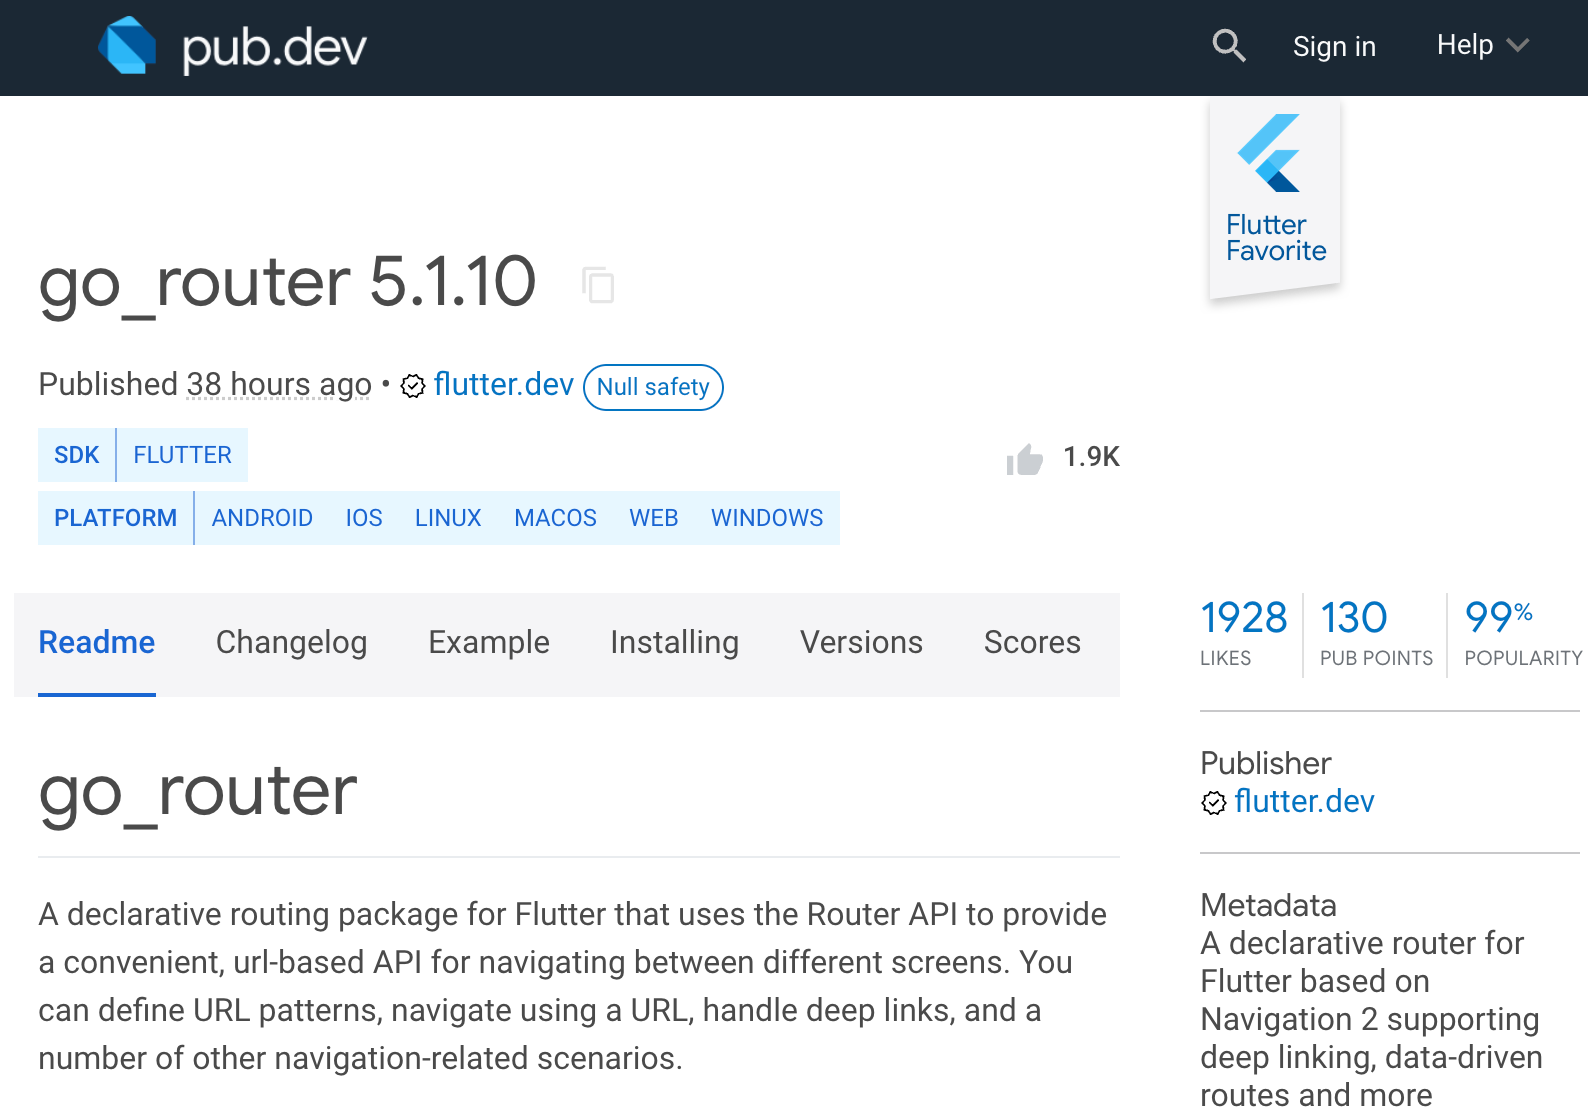 pub.dev
Sign in
Help
Flutter
Favorite
go_router 5.1.10
Published 38 hours ago • flutter.dev Null safety
SDK FLUTTER
1.9K
PLATFORM ANDROID IOS LINUX MACOS WEB WINDOWS
Readme Changelog Example Installing Versions Scores
go_router
A declarative routing package for Flutter that uses the Router API to provide
a convenient, url-based API for navigating between different screens. You
can define URL patterns, navigate using a URL, handle deep links, and a
number of other navigation-related scenarios.
1928 130 99%
LIKES PUB POINTS POPULARITY
Publisher
flutter.dev
Metadata
A declarative router for
Flutter based on
Navigation 2 supporting
deep linking, data-driven
routes and more